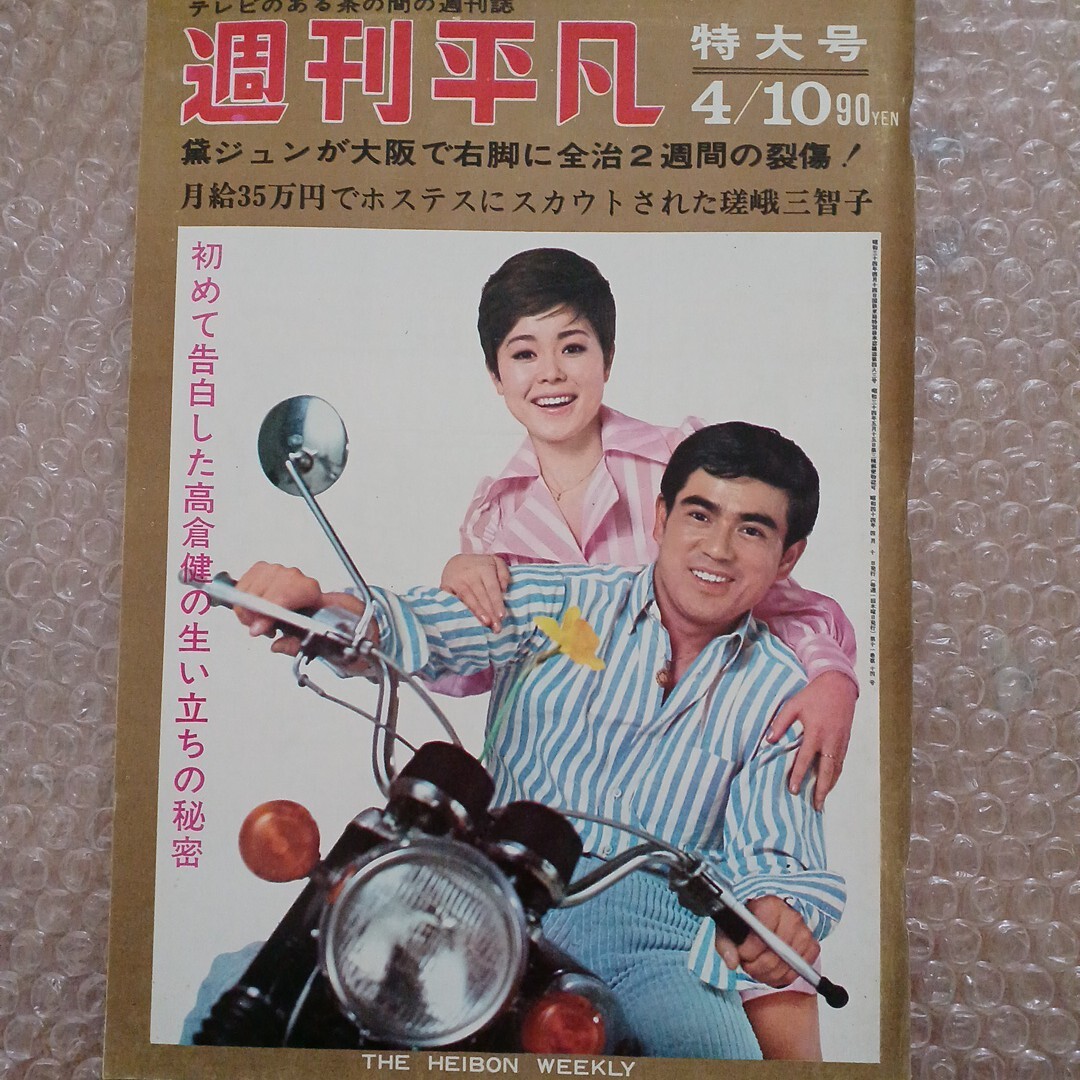 テレビのある茶の間の週刊誌
週刊平凡
特大号
4/10 90YEN
黛ジュンが大阪で右脚に全治2週間の裂傷!
月給35万円でホステスにスカウトされた瑳峨三智子
初めて告白した高倉健の生い立ちの秘密
THE HEIBON WEEKLY